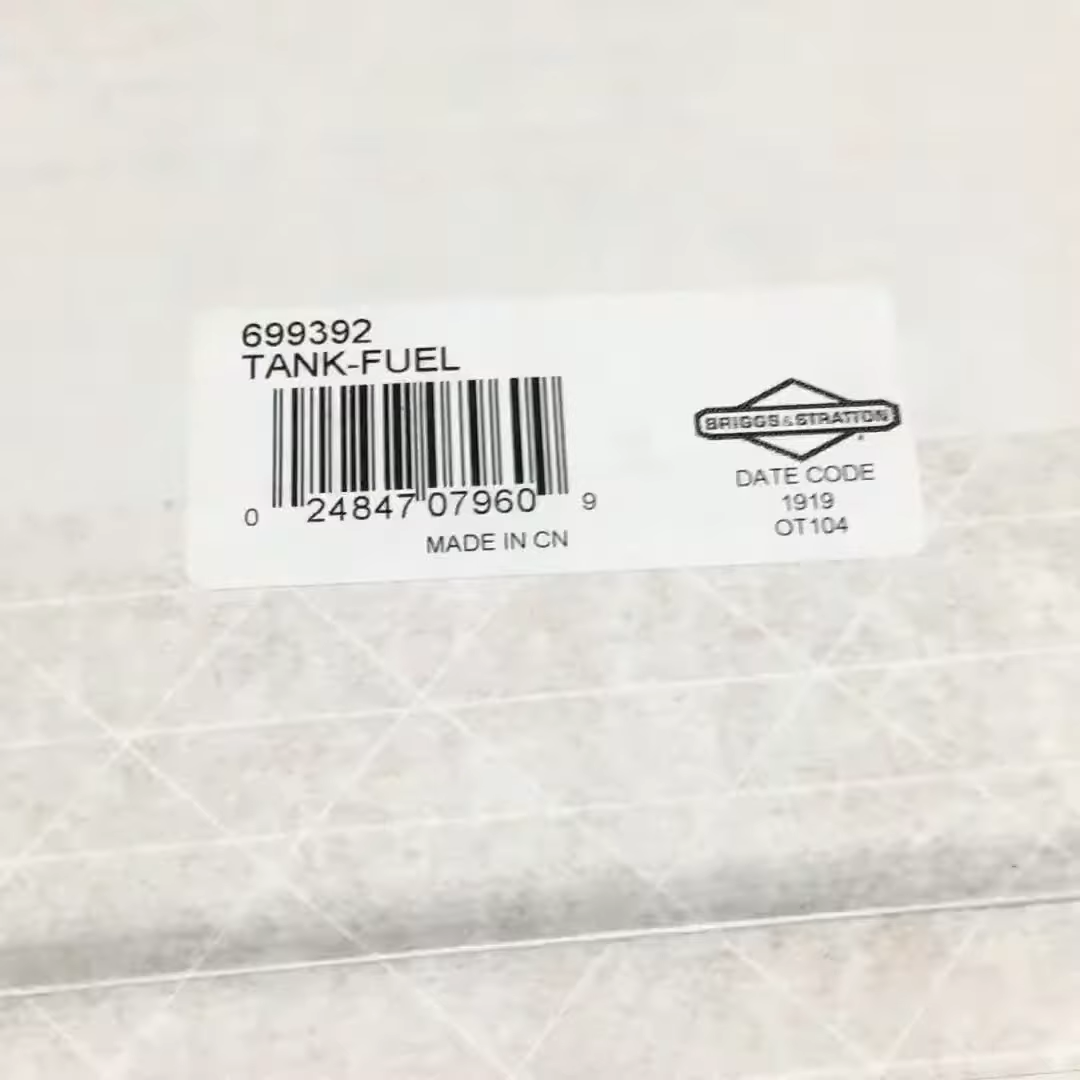 699392
TANK-FUEL
0 24847 07960 9
MADE IN CN
BRIGGS&STRATTON
DATE CODE
1919
OT104